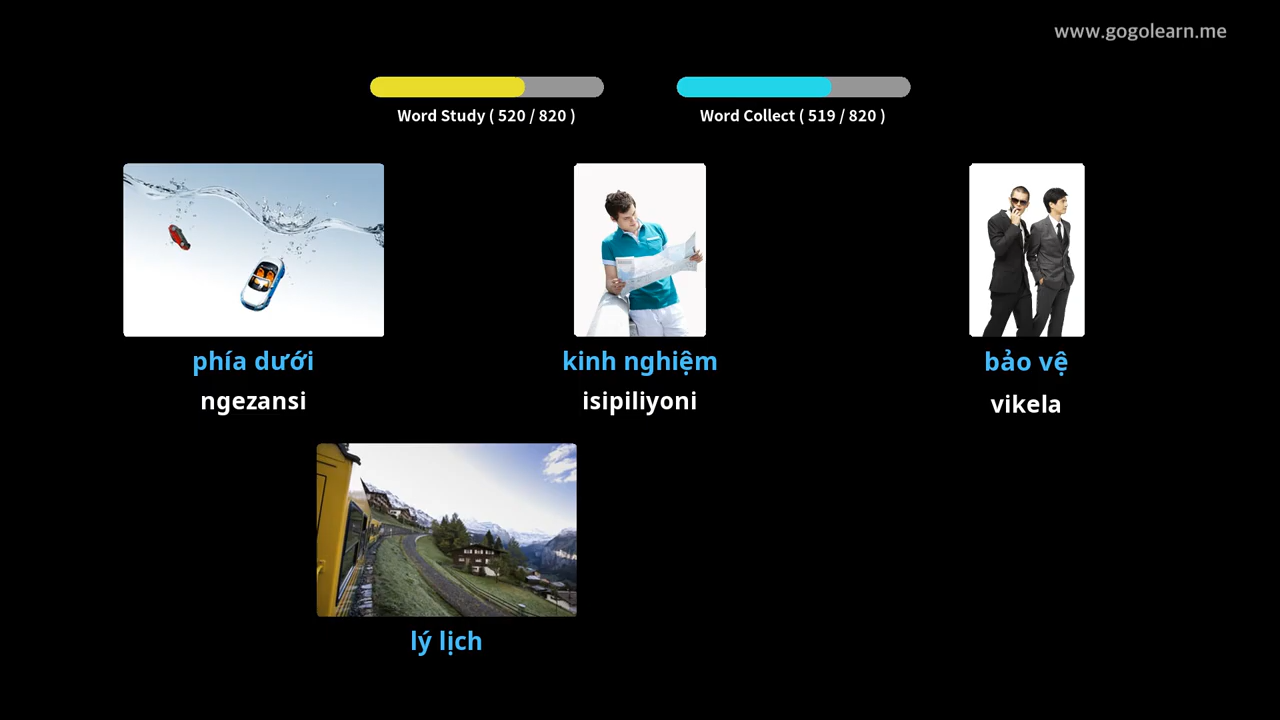 www.gogolearn.me
Word Study ( 520 / 820 )
Word Collect ( 519 / 820 )
phía dưới
ngezansi
kinh nghiệm
isipiliyoni
bảo vệ
vikela
lý lịch